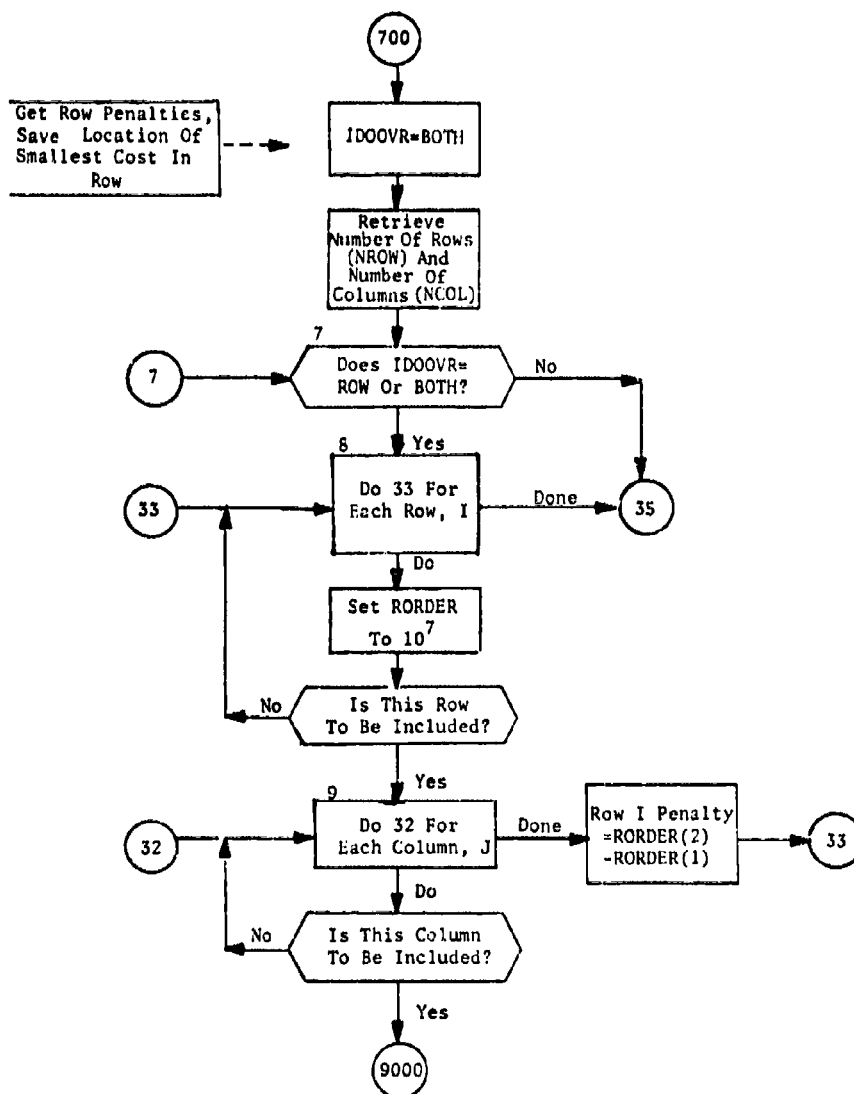 700
Get Row Penalties,
Save Location Of
Smallest Cost In
Row
IDOOVR=BOTH
Retrieve
Number Of Rows
(NROW) And
Number Of
Columns (NCOL)
7
7
Does IDOOVR=
ROW Or BOTH?
No
Yes
8
33
Do 33 For
Each Row, I
Done
35
Do
Set RORDER
To 10^7
No
Is This Row
To Be Included?
Yes
9
32
Do 32 For
Each Column, J
Done
Row I Penalty
=RORDER(2)
-RORDER(1)
33
Do
No
Is This Column
To Be Included?
Yes
9000